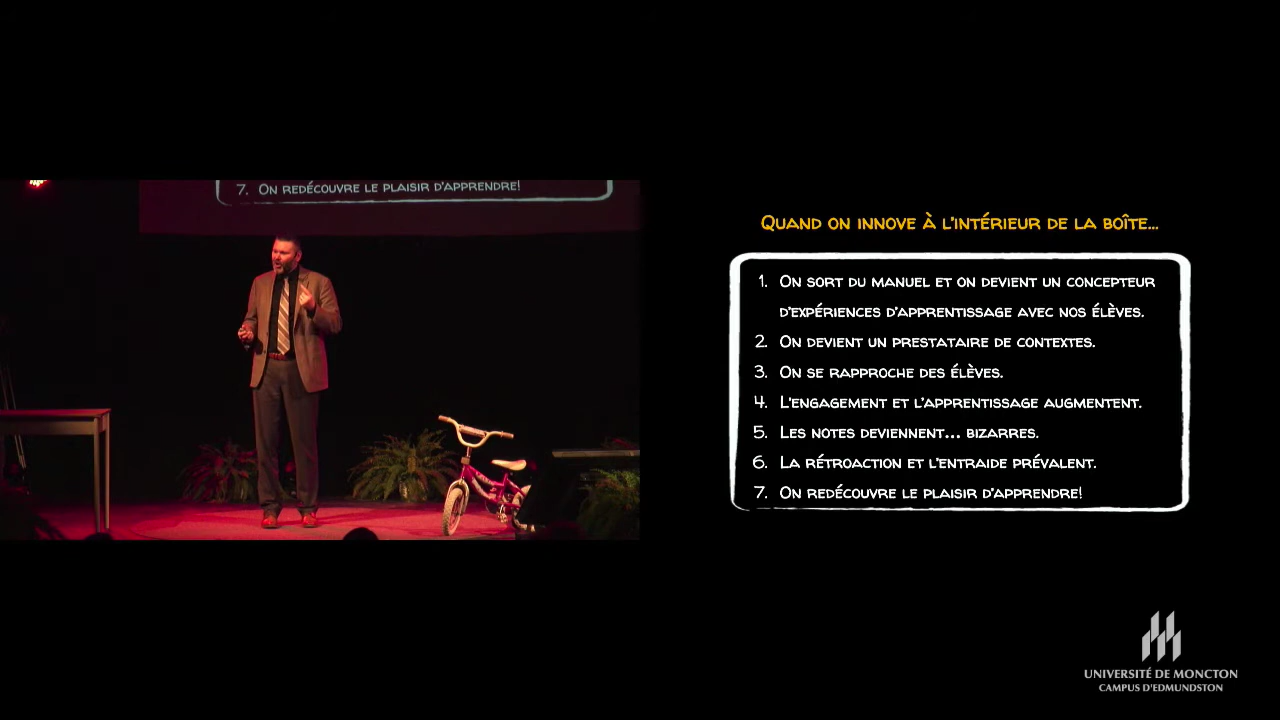 7. On redécouvre le plaisir d'apprendre!
Quand on innove à l'intérieur de la boîte...
1. On sort du manuel et on devient un concepteur
d'expériences d'apprentissage avec nos élèves.
2. On devient un prestataire de contextes.
3. On se rapproche des élèves.
4. L'engagement et l'apprentissage augmentent.
5. Les notes deviennent... bizarres.
6. La rétroaction et l'entraide prévalent.
7. On redécouvre le plaisir d'apprendre!
UNIVERSITÉ DE MONCTON
CAMPUS D'EDMUNDSTON